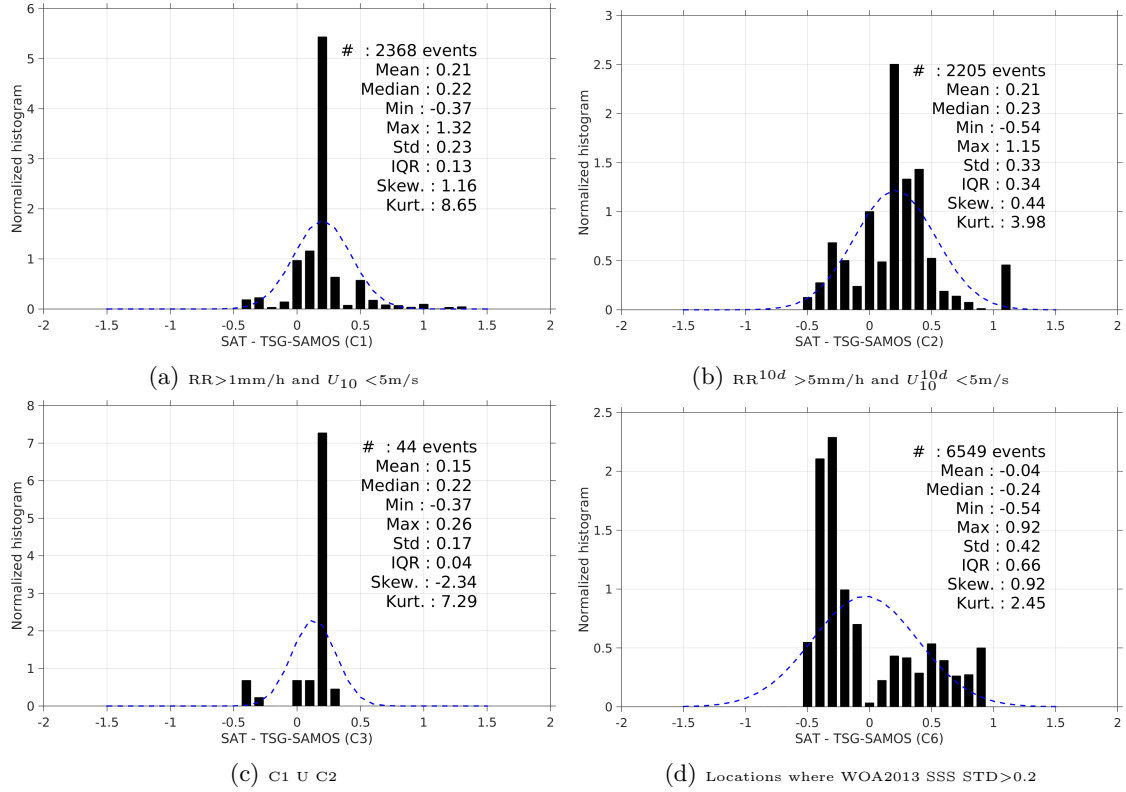 6
5
4
3
2
1
0
Normalized histogram
# : 2368 events
Mean : 0.21
Median : 0.22
Min : -0.37
Max : 1.32
Std : 0.23
IQR : 0.13
Skew. : 1.16
Kurt. : 8.65
-2 -1.5 -1 -0.5 0 0.5 1 1.5 2
SAT - TSG-SAMOS (C1)
(a) RR>1mm/h and U10 <5m/s
3
2.5
2
1.5
1
0.5
0
Normalized histogram
# : 2205 events
Mean : 0.21
Median : 0.23
Min : -0.54
Max : 1.15
Std : 0.33
IQR : 0.34
Skew. : 0.44
Kurt. : 3.98
-2 -1.5 -1 -0.5 0 0.5 1 1.5 2
SAT - TSG-SAMOS (C2)
(b) RR10d >5mm/h and U10d10 <5m/s
8
7
6
5
4
3
2
1
0
Normalized histogram
# : 44 events
Mean : 0.15
Median : 0.22
Min : -0.37
Max : 0.26
Std : 0.17
IQR : 0.04
Skew. : -2.34
Kurt. : 7.29
-2 -1.5 -1 -0.5 0 0.5 1 1.5 2
SAT - TSG-SAMOS (C3)
(c) C1 U C2
2.5
2
1.5
1
0.5
0
Normalized histogram
# : 6549 events
Mean : -0.04
Median : -0.24
Min : -0.54
Max : 0.92
Std : 0.42
IQR : 0.66
Skew. : 0.92
Kurt. : 2.45
-2 -1.5 -1 -0.5 0 0.5 1 1.5 2
SAT - TSG-SAMOS (C6)
(d) Locations where WOA2013 SSS STD>0.2